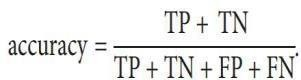 accuracy = TP + TN / TP + TN + FP + FN.